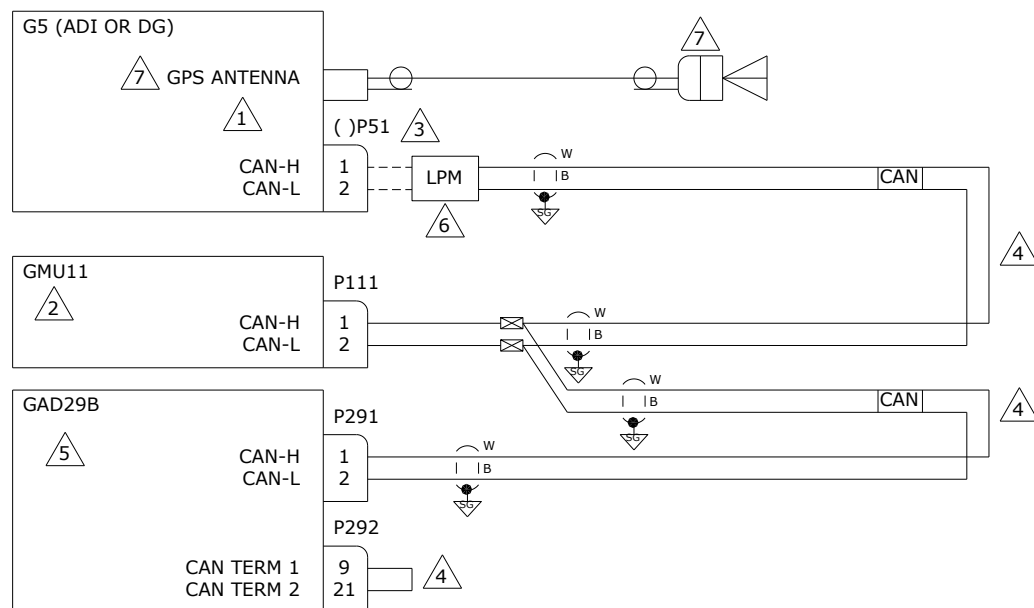 G5 (ADI OR DG)
7 GPS ANTENNA
7
1
( )P51
3
CAN-H 1
CAN-L 2
LPM
6
W
B
SG
CAN
4
GMU11
2
P111
CAN-H 1
CAN-L 2
W
B
SG
W
B
SG
CAN
4
GAD29B
5
P291
CAN-H 1
CAN-L 2
W
B
SG
P292
CAN TERM 1 9
CAN TERM 2 21
4